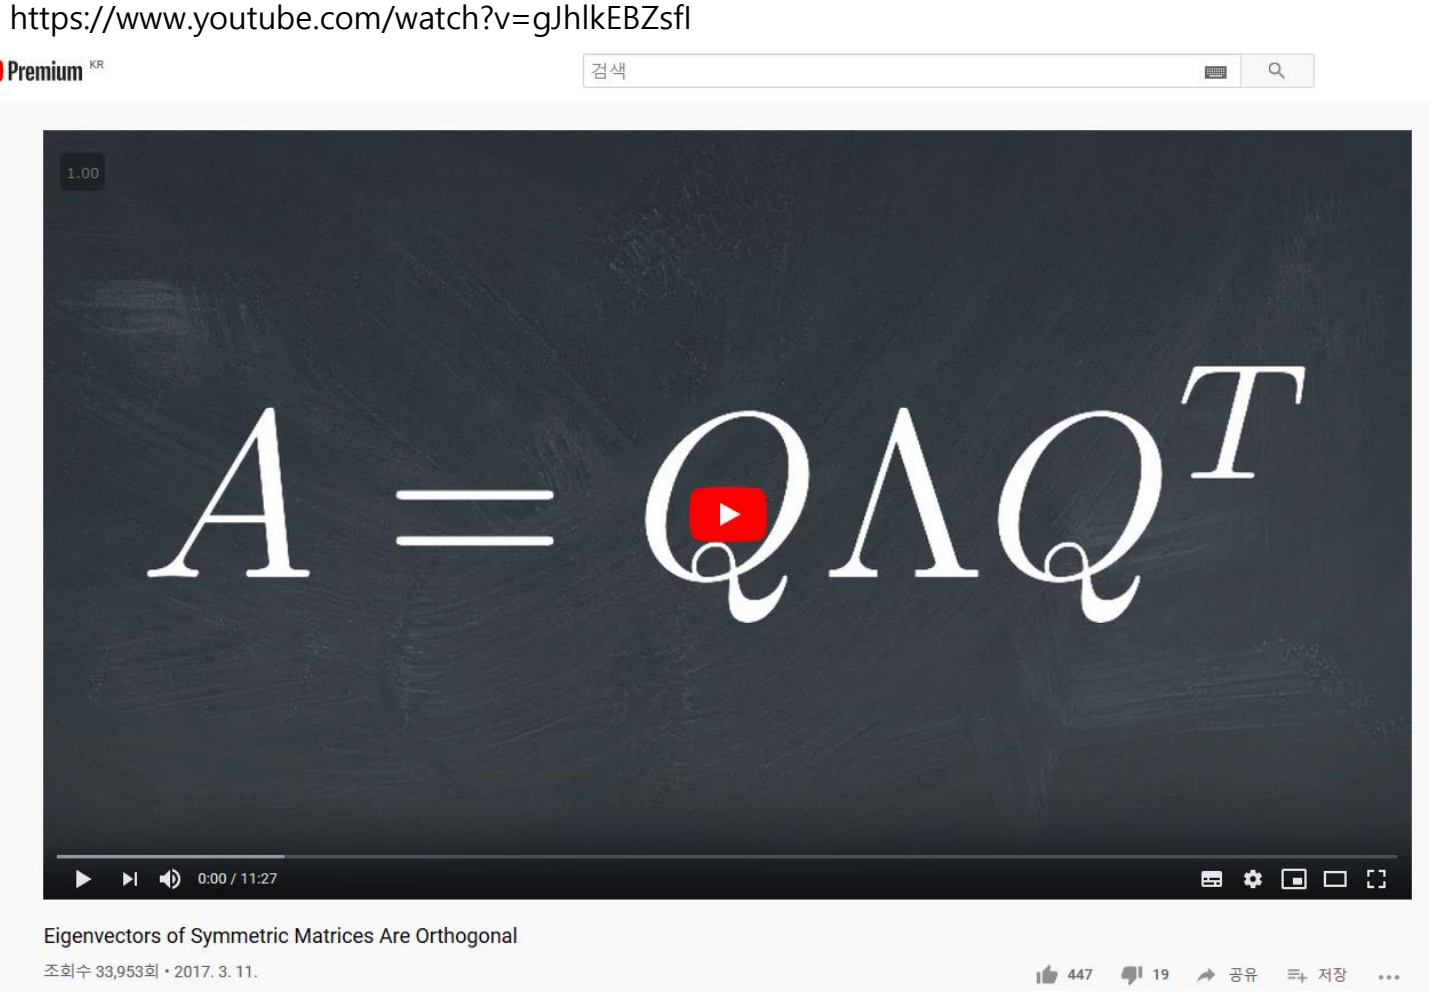 https://www.youtube.com/watch?v=gJhlkEBZsfI
Premium KR
검색
1.00
A = QΛQᵀ
0:00 / 11:27
Eigenvectors of Symmetric Matrices Are Orthogonal
조회수 33,953회 • 2017. 3. 11.
447 19 공유 저장